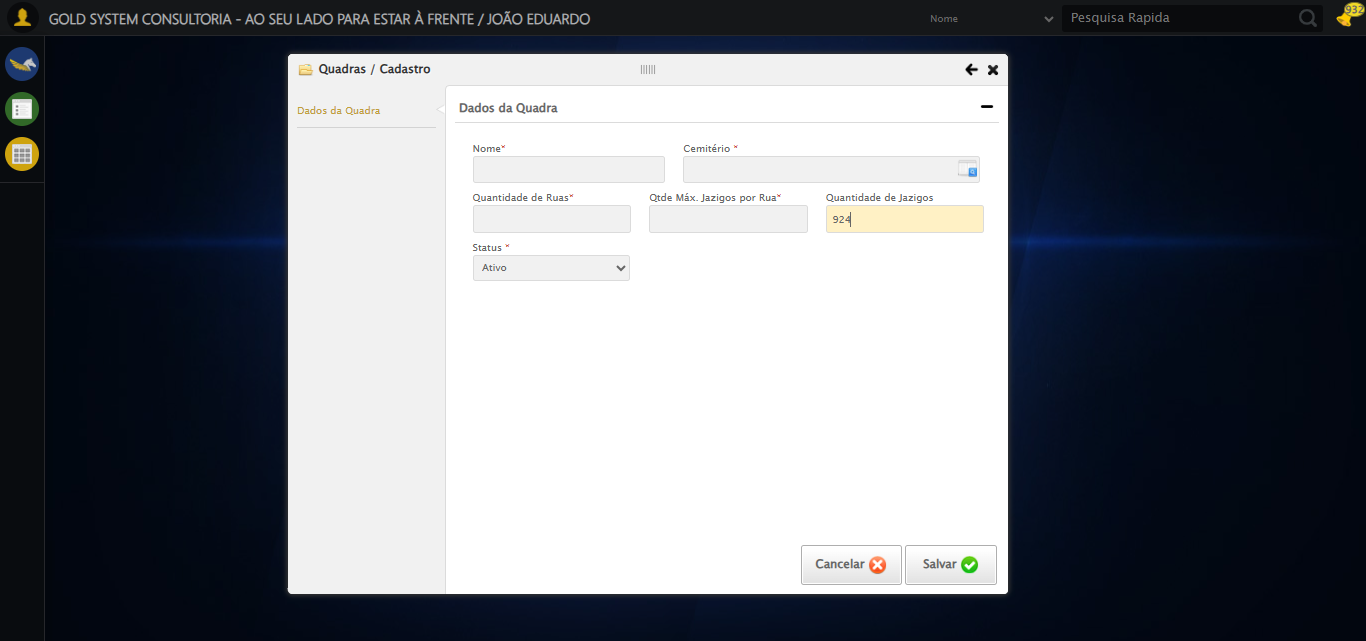 GOLD SYSTEM CONSULTORIA - AO SEU LADO PARA ESTAR À FRENTE / JOÃO EDUARDO
Nome
Pesquisa Rapida
932
Quadras / Cadastro
Dados da Quadra
Dados da Quadra
Nome*
Cemitério *
Quantidade de Ruas*
Qtde Máx. Jazigos por Rua*
Quantidade de Jazigos
924
Status *
Ativo
Cancelar
Salvar